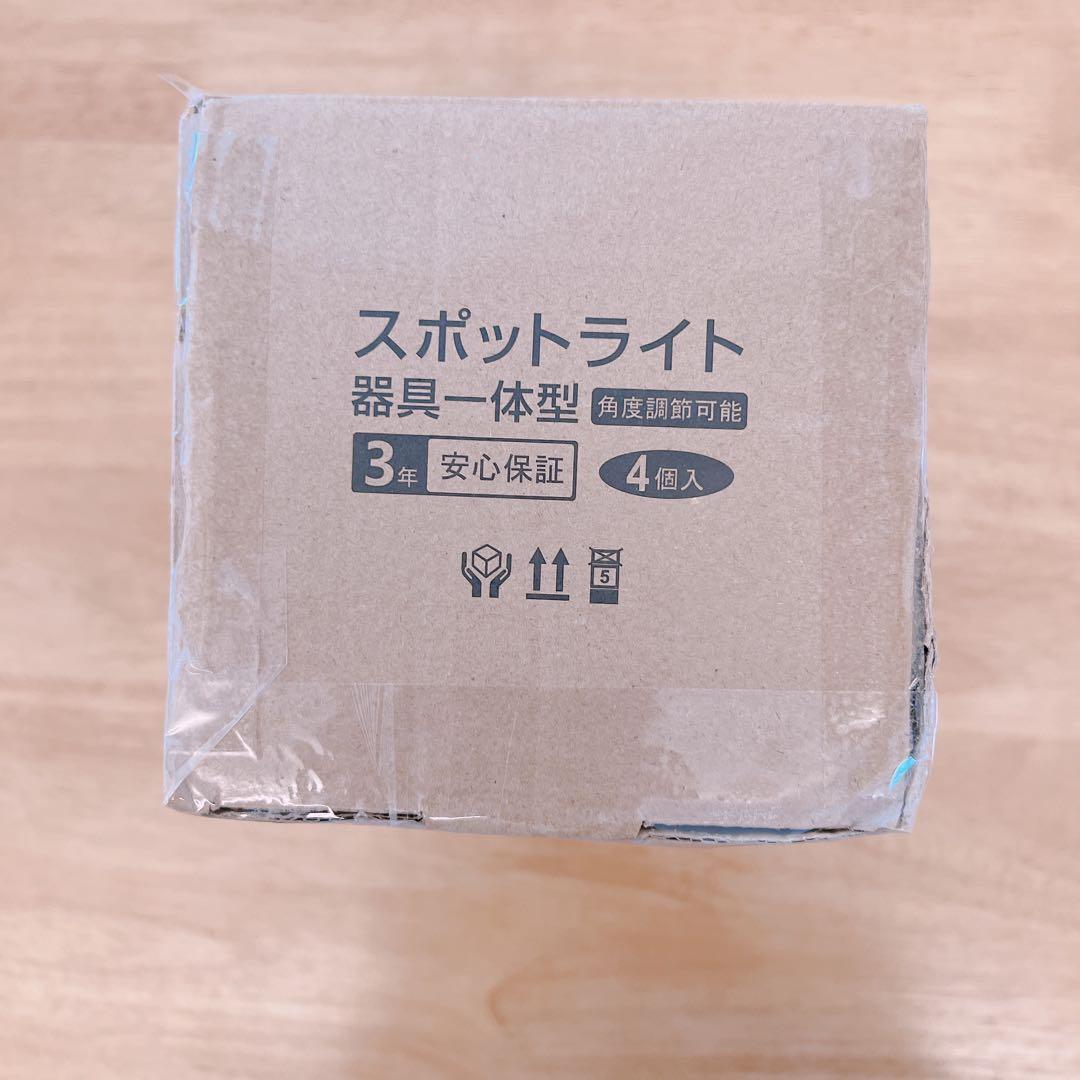 スポットライト
器具一体型 角度調節可能
3年 安心保証 4個入
5